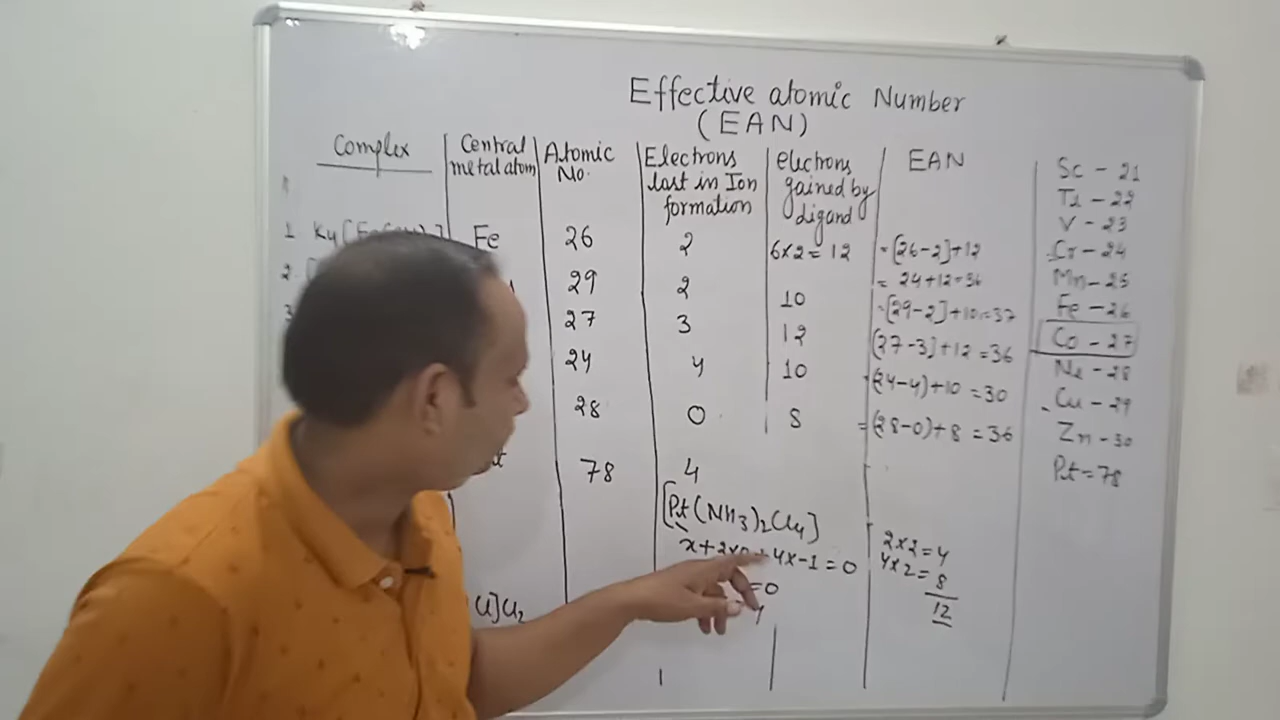 Effective atomic Number
(EAN)
Complex
Central metal atom
Atomic No.
Electrons lost in Ion formation
electrons gained by ligand
EAN
1 K4[Fe Fe 26 2 6x2=12 =[26-2]+12
= 24+12=36
2. 29 2 10 =[29-2]+10=37
3 27 3 12 (27-3]+12=36
24 4 10 =(24-4)+10=30
28 0 8 =(28-0)+8=36
78 4
[Pt(NH3)2Cl4]
x+2x0+4x-1=0
=0
4
2x2=4
4x2=8
12
Cl]Cl2
Sc - 21
Ti - 22
V - 23
Cr - 24
Mn - 25
Fe - 26
Co - 27
Ni - 28
Cu - 29
Zn - 30
Pt = 78